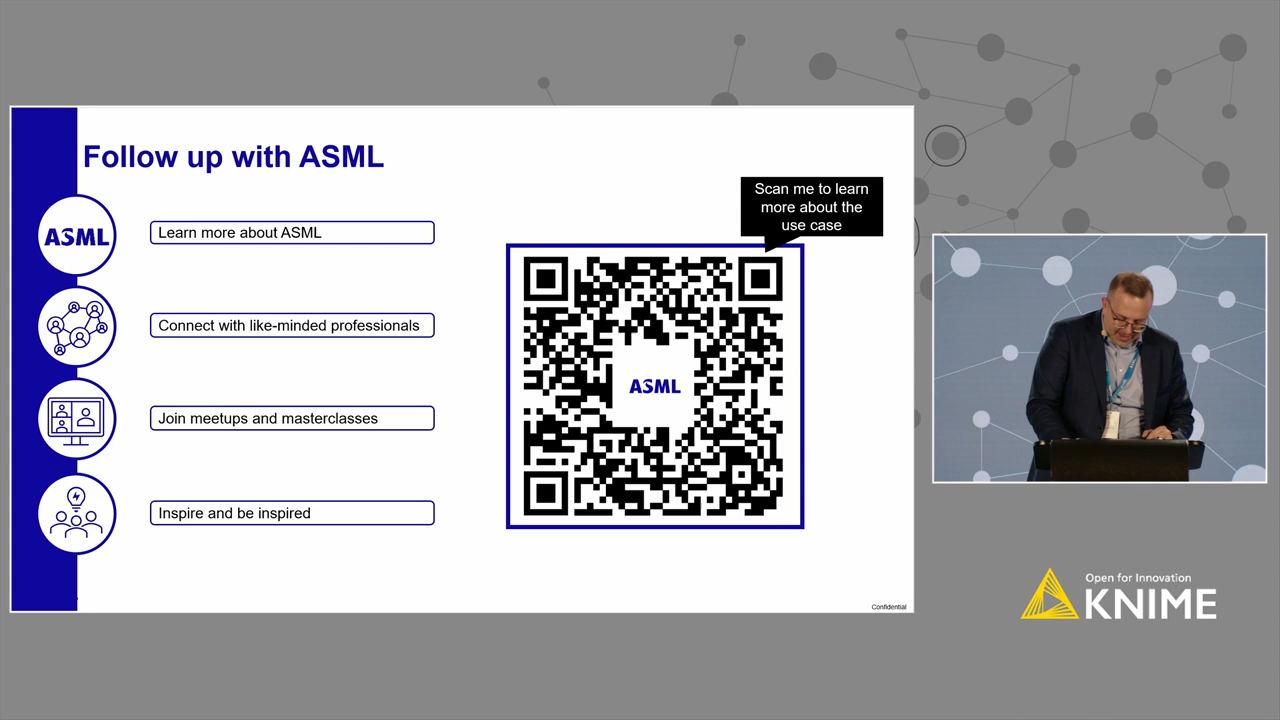 Follow up with ASML
Scan me to learn
more about the
use case
ASML
Learn more about ASML
Connect with like-minded professionals
Join meetups and masterclasses
Inspire and be inspired
ASML
Confidential
Open for Innovation
KNIME